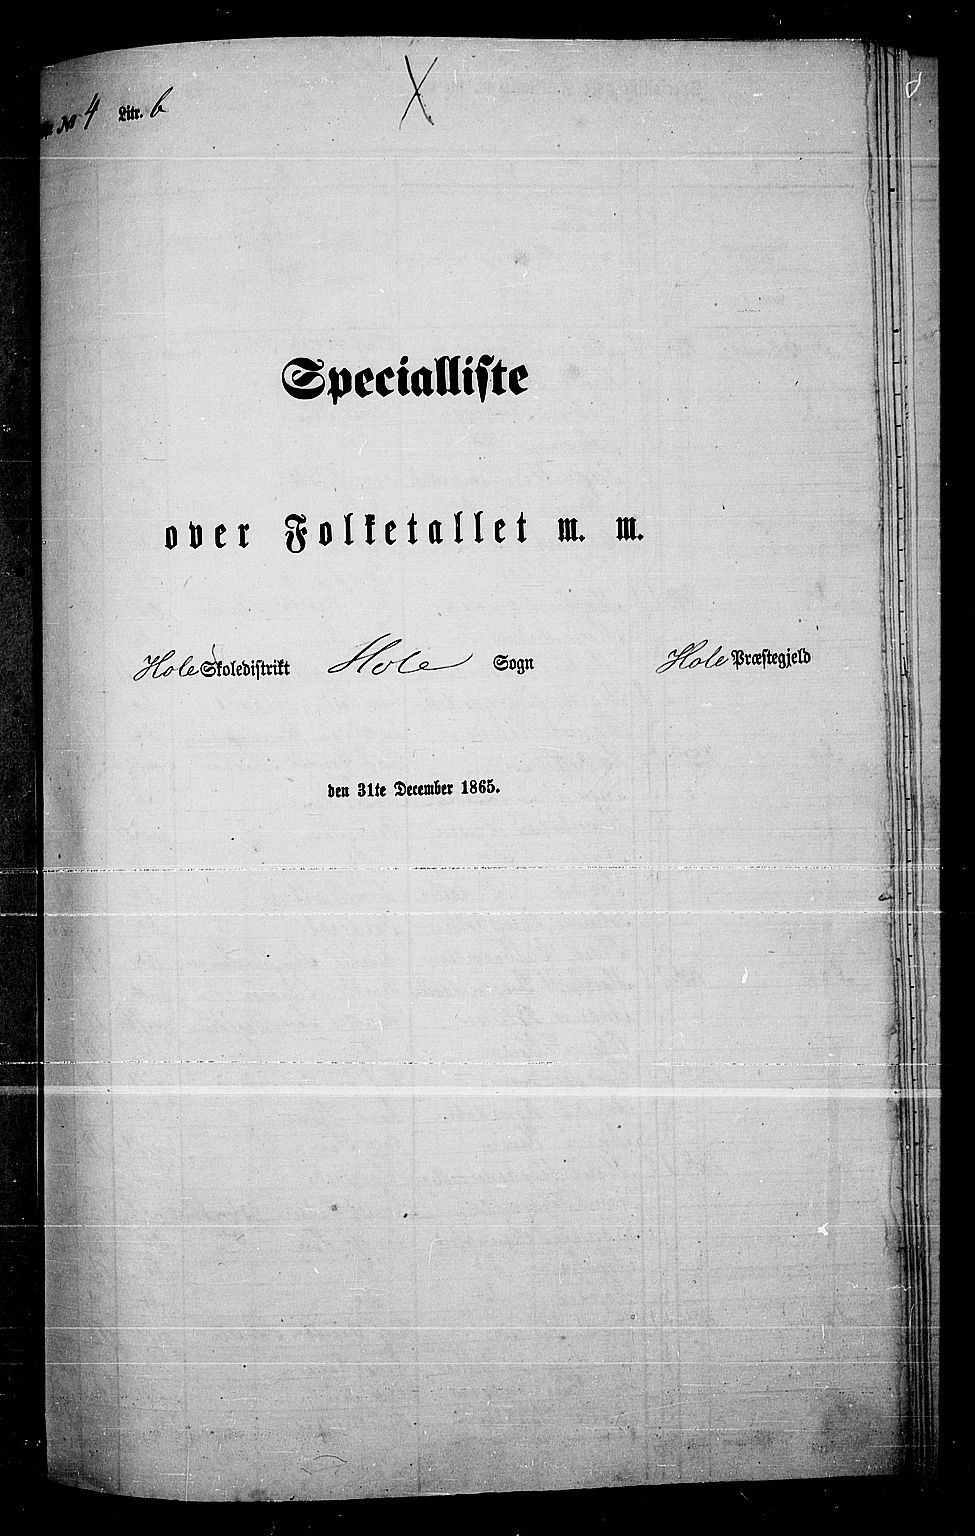 № 4 Litr. b
Specialliste
over Folketallet m. m.
Hole Skoledistrikt Hole Sogn Hole Præstegjeld
den 31te December 1865.